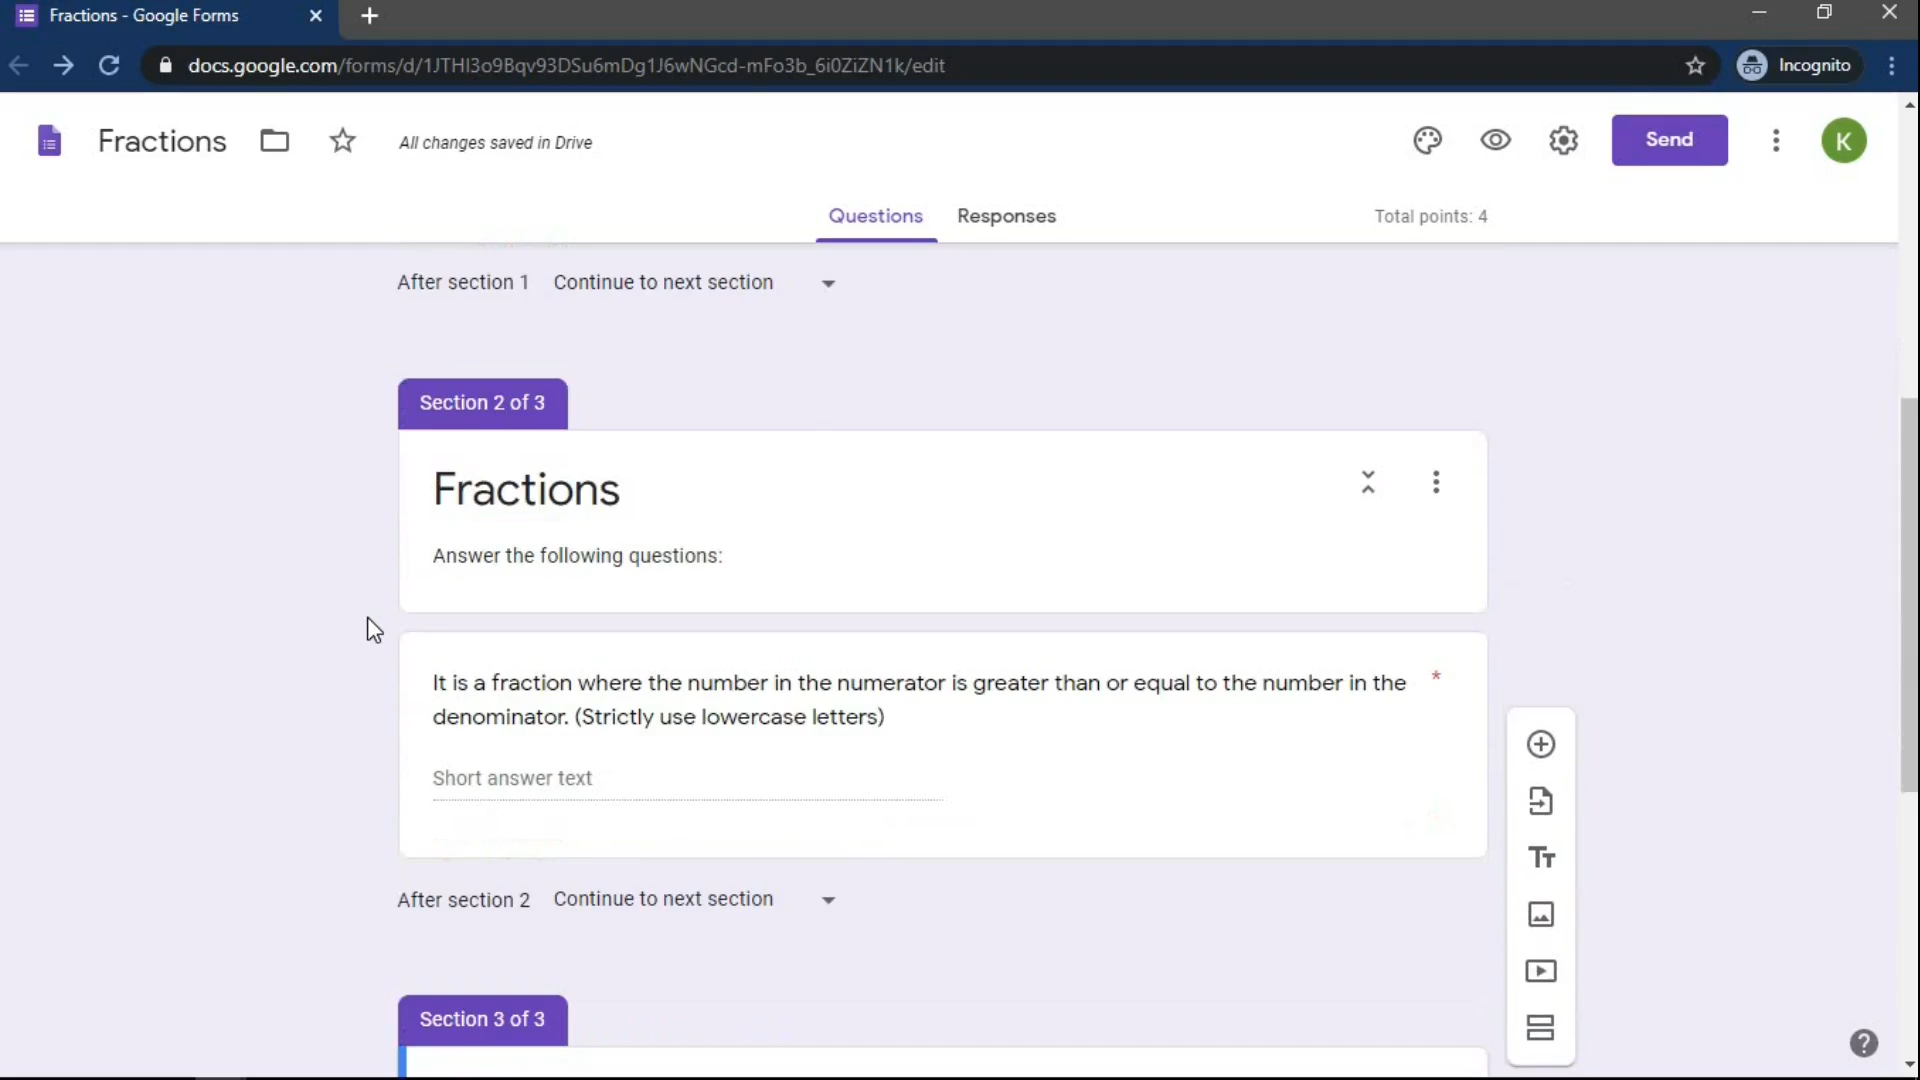 Fractions - Google Forms
docs.google.com/forms/d/1JTHI3o9Bqv93DSu6mDg1J6wNGcd-mFo3b_6i0ZiZN1k/edit
Incognito
Fractions
All changes saved in Drive
Send
K
Questions
Responses
Total points: 4
After section 1 Continue to next section
Section 2 of 3
Fractions
Answer the following questions:
It is a fraction where the number in the numerator is greater than or equal to the number in the *
denominator. (Strictly use lowercase letters)
Short answer text
After section 2 Continue to next section
Section 3 of 3